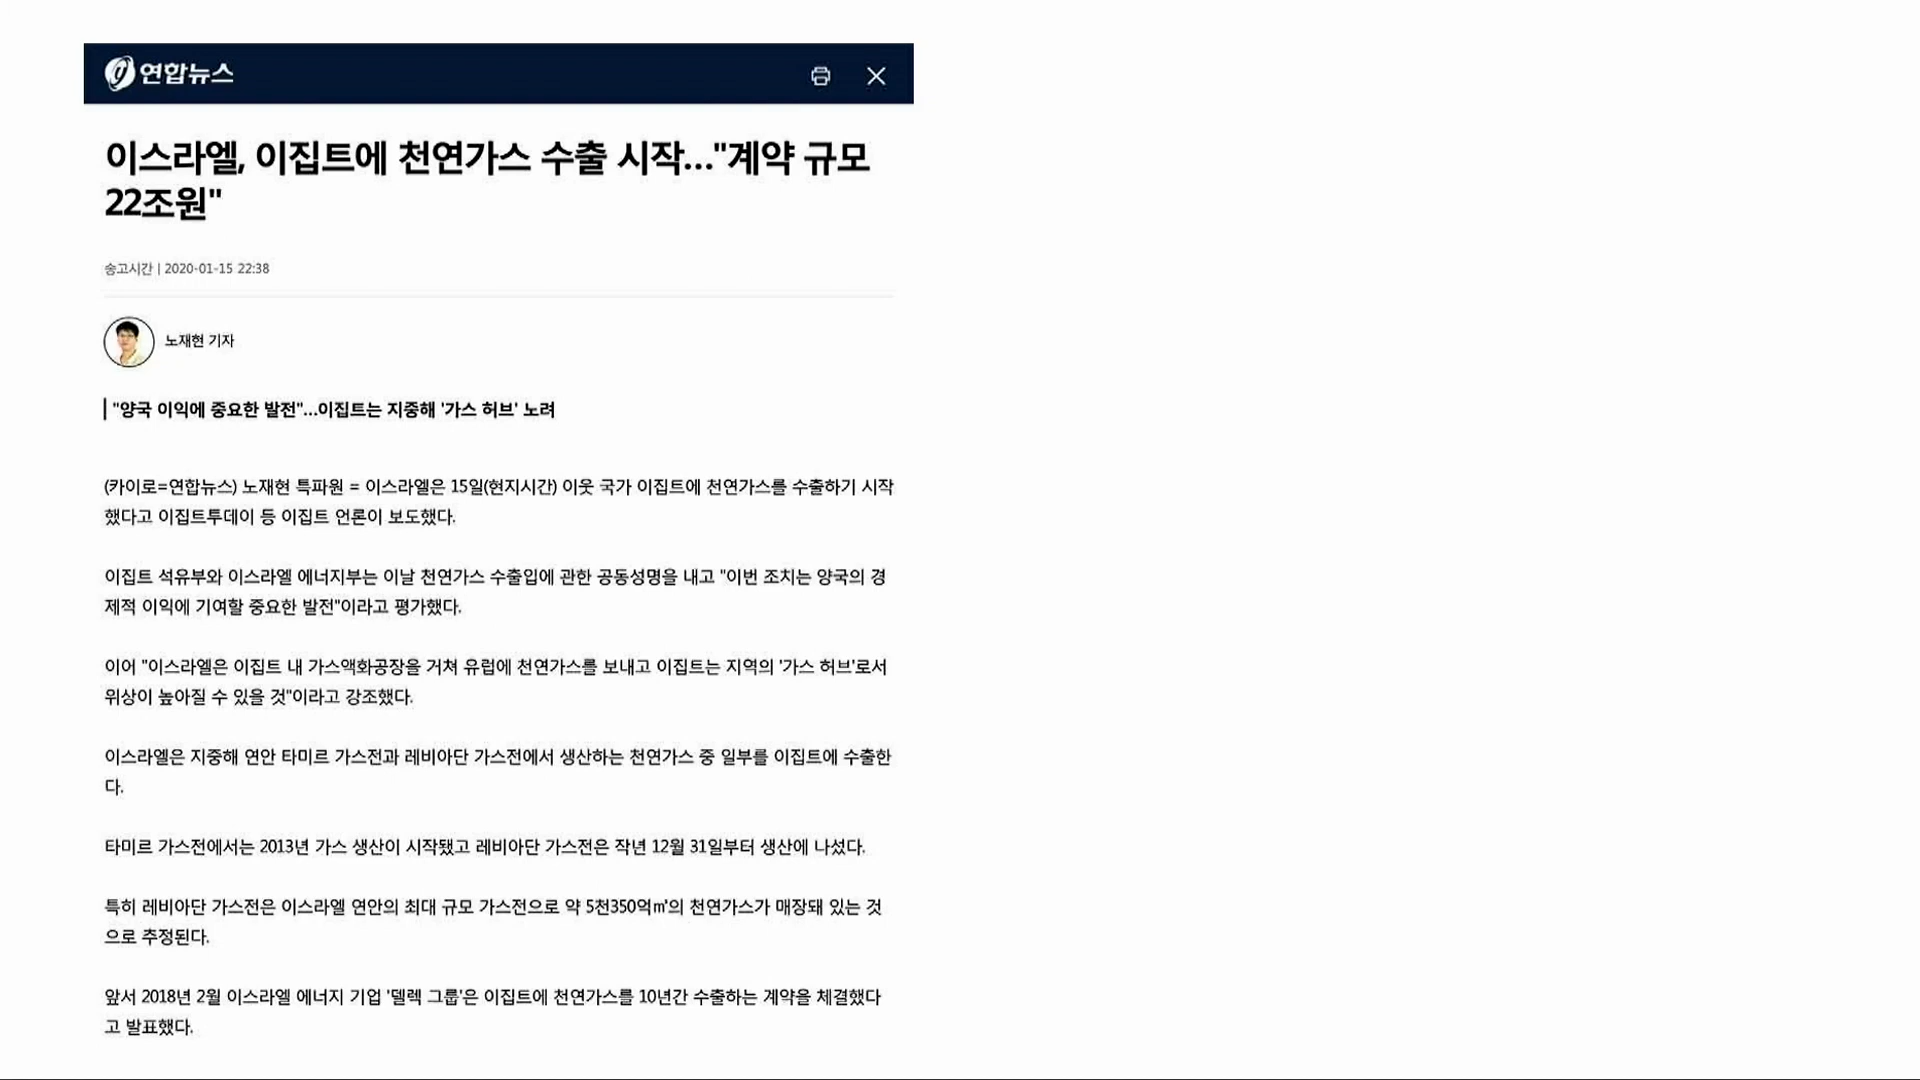 연합뉴스
이스라엘, 이집트에 천연가스 수출 시작..."계약 규모
22조원"
송고시간 | 2020-01-15 22:38
노재현 기자
"양국 이익에 중요한 발전"...이집트는 지중해 '가스 허브' 노려
(카이로=연합뉴스) 노재현 특파원 = 이스라엘은 15일(현지시간) 이웃 국가 이집트에 천연가스를 수출하기 시작
했다고 이집트투데이 등 이집트 언론이 보도했다.
이집트 석유부와 이스라엘 에너지부는 이날 천연가스 수출입에 관한 공동성명을 내고 "이번 조치는 양국의 경
제적 이익에 기여할 중요한 발전"이라고 평가했다.
이어 "이스라엘은 이집트 내 가스액화공장을 거쳐 유럽에 천연가스를 보내고 이집트는 지역의 '가스 허브'로서
위상이 높아질 수 있을 것"이라고 강조했다.
이스라엘은 지중해 연안 타미르 가스전과 레비아단 가스전에서 생산하는 천연가스 중 일부를 이집트에 수출한
다.
타미르 가스전에서는 2013년 가스 생산이 시작됐고 레비아단 가스전은 작년 12월 31일부터 생산에 나섰다.
특히 레비아단 가스전은 이스라엘 연안의 최대 규모 가스전으로 약 5천350억㎥의 천연가스가 매장돼 있는 것
으로 추정된다.
앞서 2018년 2월 이스라엘 에너지 기업 '델렉 그룹'은 이집트에 천연가스를 10년간 수출하는 계약을 체결했다
고 발표했다.